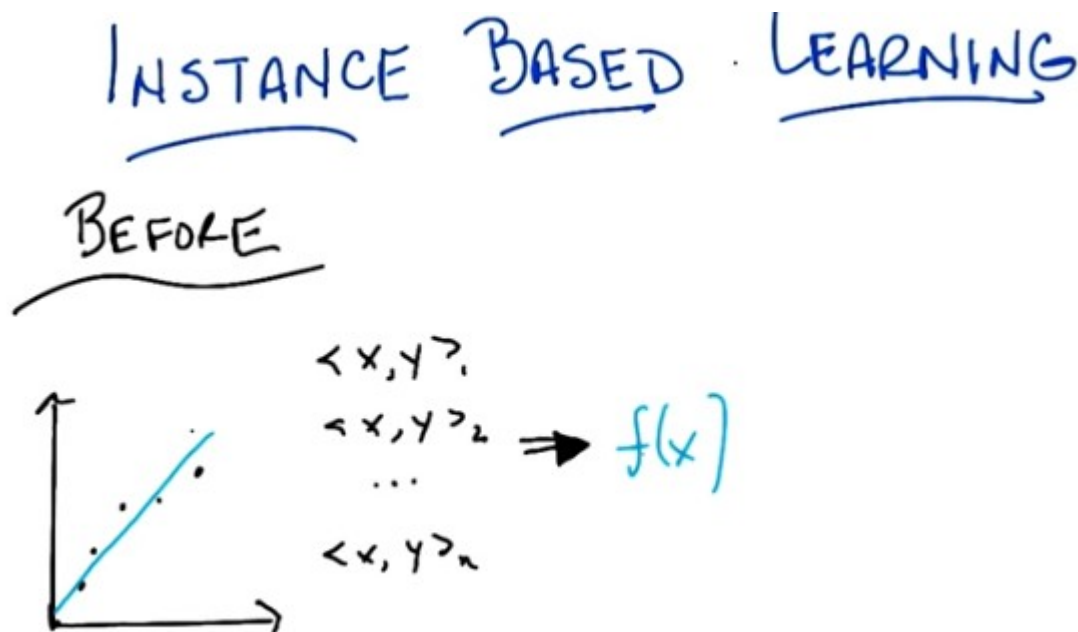 INSTANCE BASED LEARNING
BEFORE
<x, y>₁
<x, y>₂ ⇒ f(x)
...
<x, y>ₙ